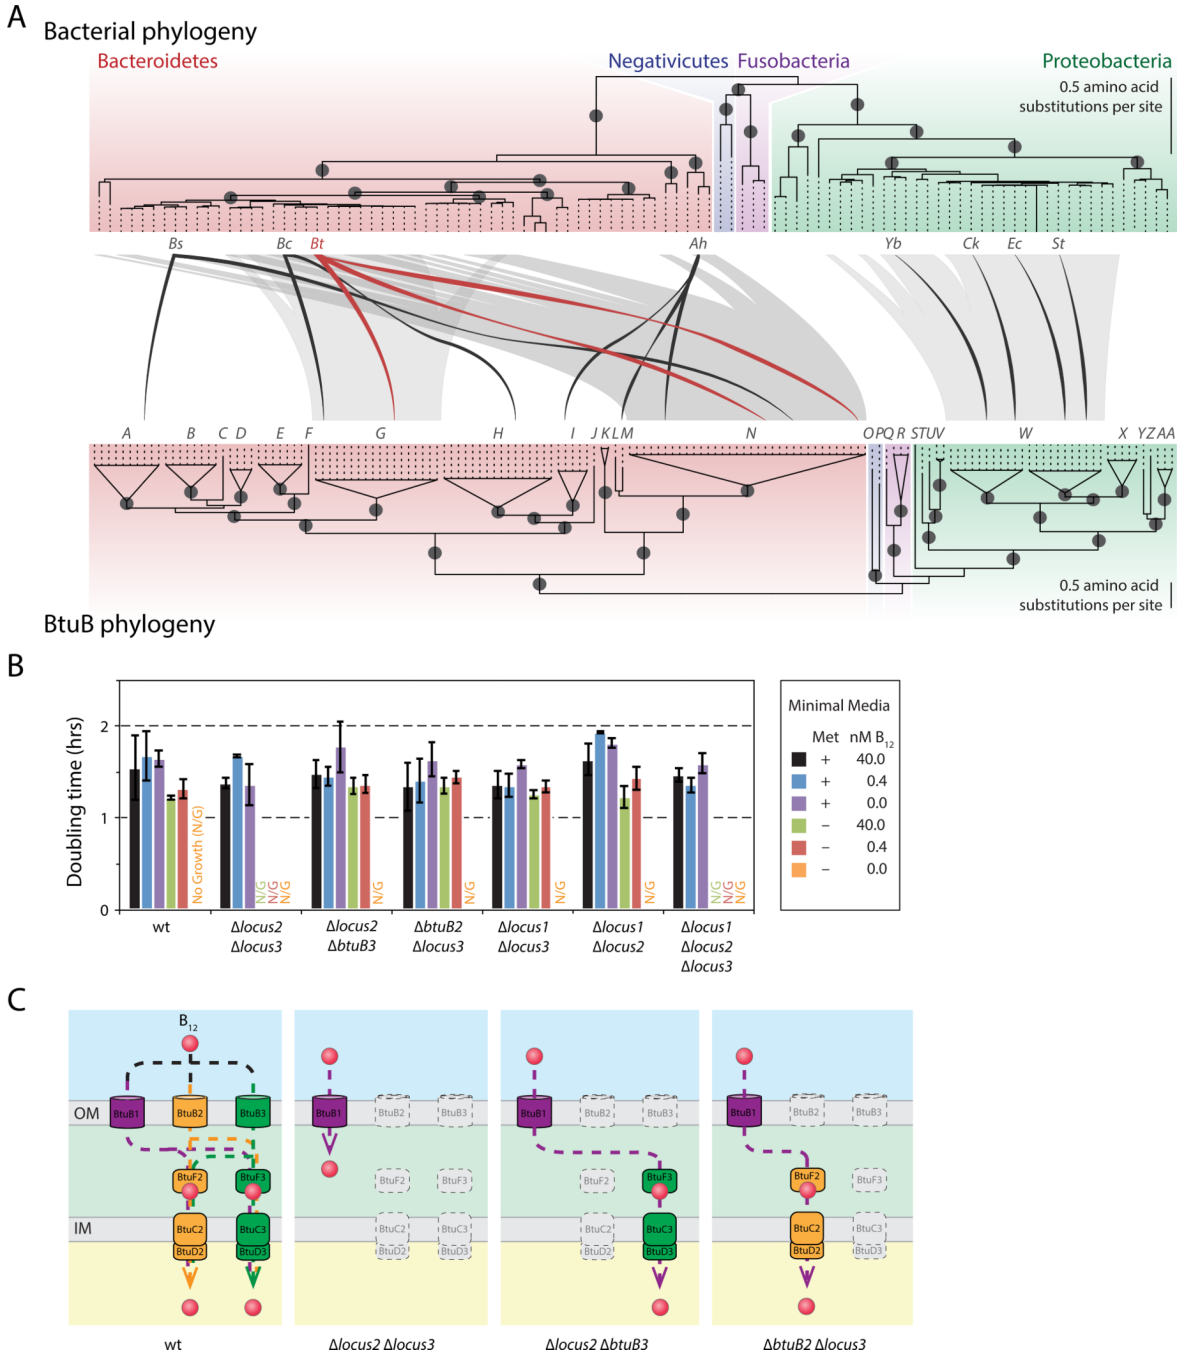 A
Bacterial phylogeny
Bacteroidetes
Negativicutes
Fusobacteria
Proteobacteria
0.5 amino acid
substitutions per site
Bs Bc Bt Ah Yb Ck Ec St
A B C D E F G H I J K L M N O P Q R S T U V W X Y Z AA
0.5 amino acid
substitutions per site
BtuB phylogeny
B
Doubling time (hrs)
2
1
0
No Growth (N/G)
N/G N/G N/G
N/G
N/G
N/G
N/G
N/G N/G N/G
wt
Δlocus2
Δlocus3
Δlocus2
ΔbtuB3
ΔbtuB2
Δlocus3
Δlocus1
Δlocus3
Δlocus1
Δlocus2
Δlocus1
Δlocus2
Δlocus3
Minimal Media
Met nM B12
+ 40.0
+ 0.4
+ 0.0
– 40.0
– 0.4
– 0.0
C
B12
OM
BtuB1 BtuB2 BtuB3
BtuF2 BtuF3
IM
BtuC2 BtuC3
BtuD2 BtuD3
wt
BtuB1 BtuB2 BtuB3
BtuF2 BtuF3
BtuC2 BtuC3
BtuD2 BtuD3
Δlocus2 Δlocus3
BtuB1 BtuB2 BtuB3
BtuF2 BtuF3
BtuC2 BtuC3
BtuD2 BtuD3
Δlocus2 ΔbtuB3
BtuB1 BtuB2 BtuB3
BtuF2 BtuF3
BtuC2 BtuC3
BtuD2 BtuD3
ΔbtuB2 Δlocus3